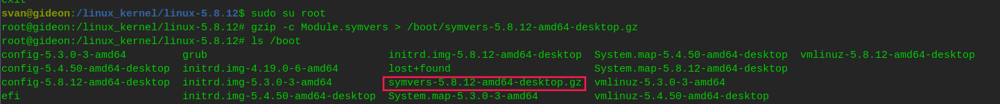 exit
svan@gideon:/linux_kernel/linux-5.8.12$ sudo su root
root@gideon:/linux_kernel/linux-5.8.12# gzip -c Module.symvers > /boot/symvers-5.8.12-amd64-desktop.gz
root@gideon:/linux_kernel/linux-5.8.12# ls /boot
config-5.3.0-3-amd64 grub initrd.img-5.8.12-amd64-desktop System.map-5.4.50-amd64-desktop vmlinuz-5.8.12-amd64-desktop
config-5.4.50-amd64-desktop initrd.img-4.19.0-6-amd64 lost+found System.map-5.8.12-amd64-desktop
config-5.8.12-amd64-desktop initrd.img-5.3.0-3-amd64 symvers-5.8.12-amd64-desktop.gz vmlinuz-5.3.0-3-amd64
efi initrd.img-5.4.50-amd64-desktop System.map-5.3.0-3-amd64 vmlinuz-5.4.50-amd64-desktop